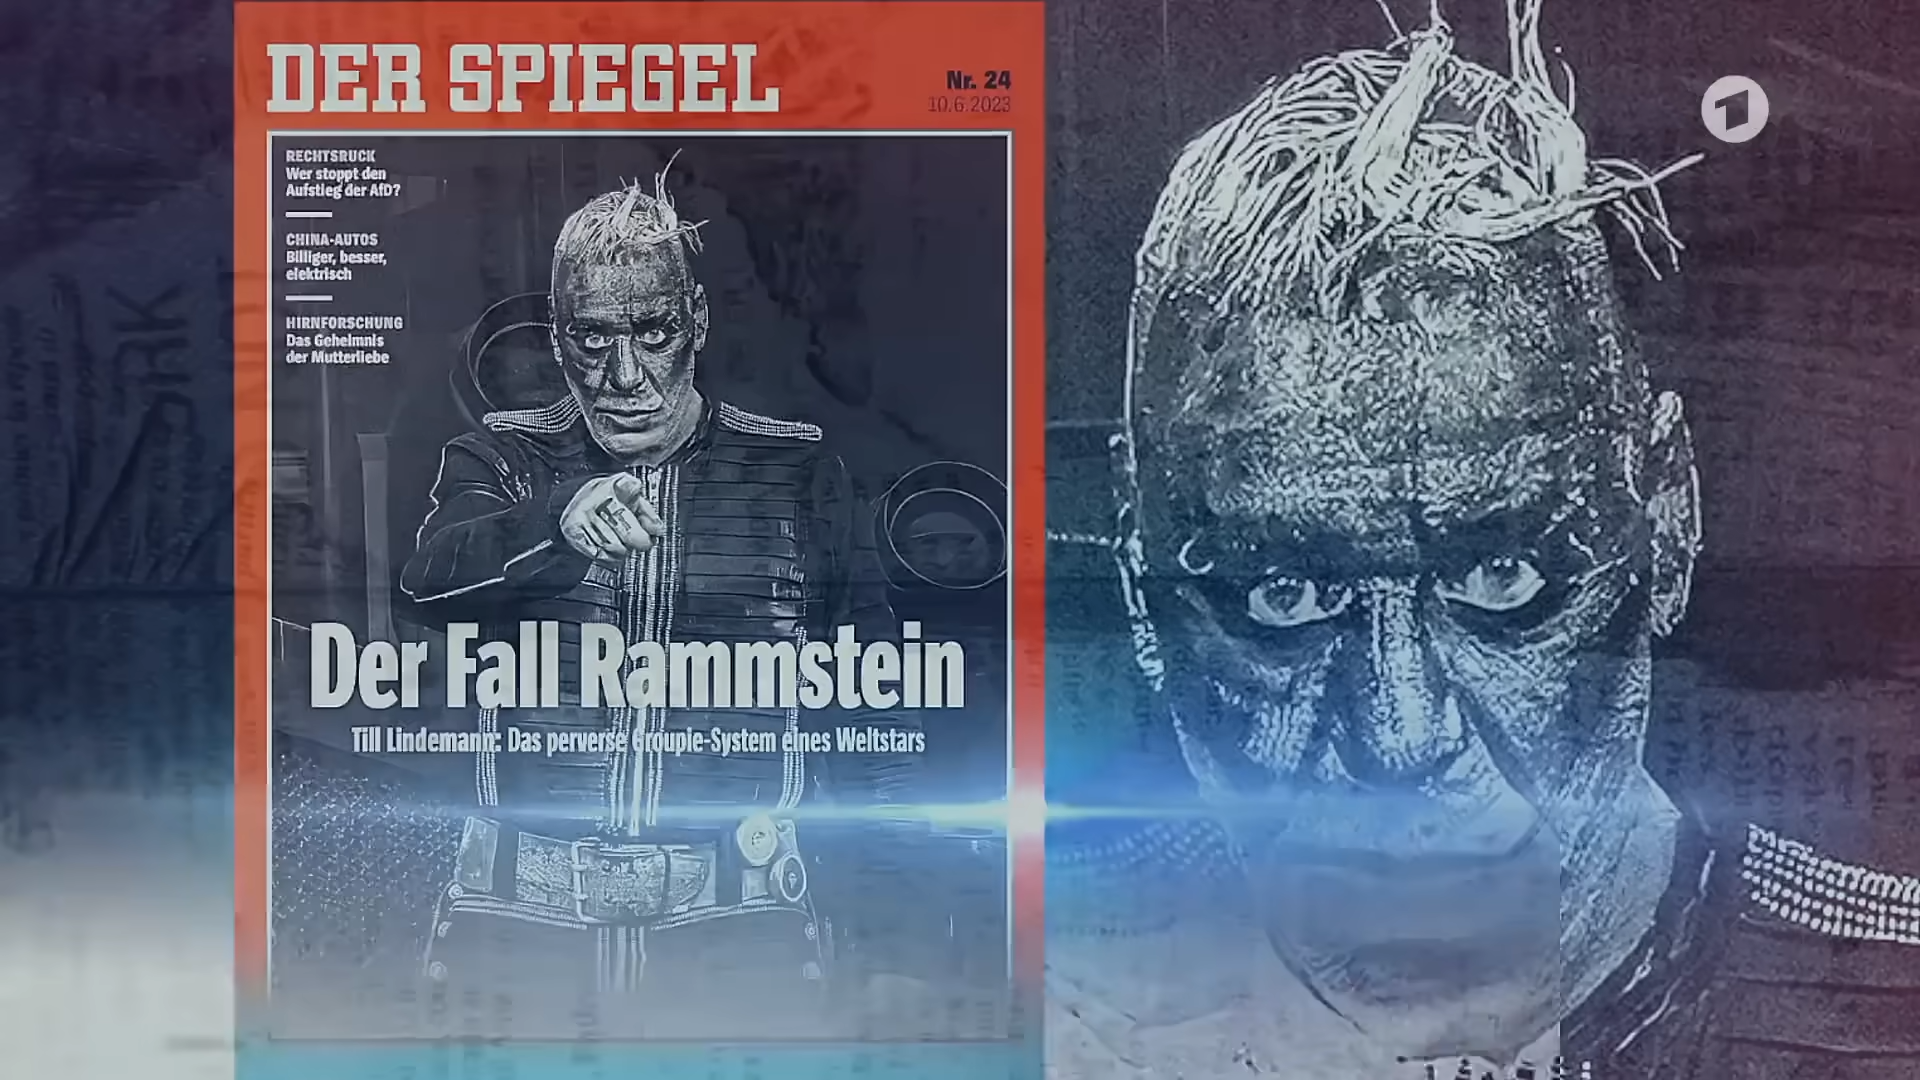 DER SPIEGEL
Nr. 24
10.6.2023
RECHTSRUCK
Wer stoppt den
Aufstieg der AfD?
CHINA-AUTOS
Billiger, besser,
elektrisch
HIRNFORSCHUNG
Das Geheimnis
der Mutterliebe
Der Fall Rammstein
Till Lindemann: Das perverse Groupie-System eines Weltstars